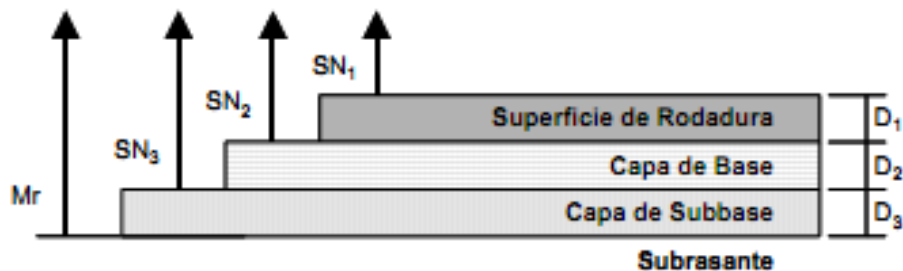 SN₁
SN₂
SN₃
Mr
Superficie de Rodadura
D₁
Capa de Base
D₂
Capa de Subbase
D₃
Subrasante